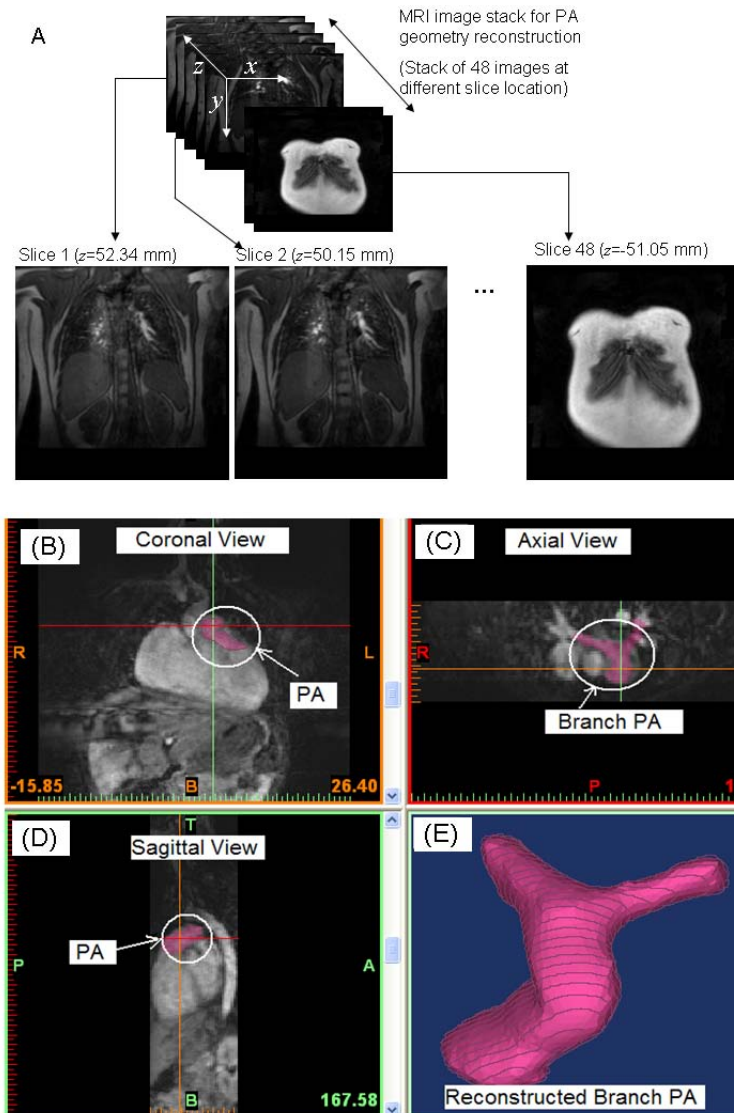 A
MRI image stack for PA
geometry reconstruction
(Stack of 48 images at
different slice location)
z
x
y
Slice 1 (z=52.34 mm)
Slice 2 (z=50.15 mm)
...
Slice 48 (z=-51.05 mm)
(B)
Coronal View
R
L
PA
-15.85
B
26.40
(C)
Axial View
R
Branch PA
P
1
(D)
T
Sagittal View
PA
P
A
B
167.58
(E)
Reconstructed Branch PA